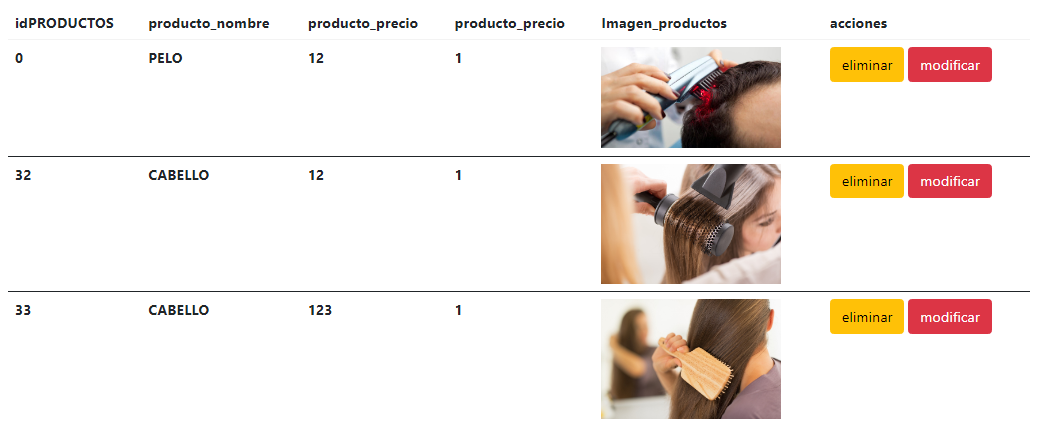 idPRODUCTOS producto_nombre producto_precio producto_precio Imagen_productos acciones
0 PELO 12 1 eliminar modificar
32 CABELLO 12 1 eliminar modificar
33 CABELLO 123 1 eliminar modificar